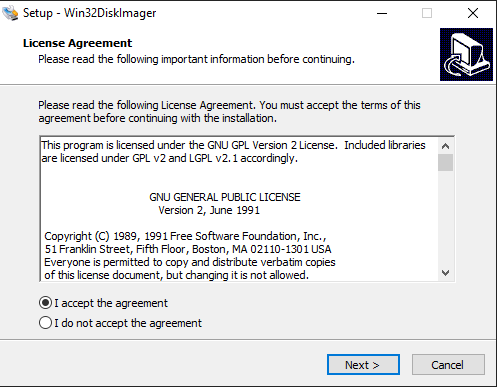 Setup - Win32DiskImager
License Agreement
Please read the following important information before continuing.
Please read the following License Agreement. You must accept the terms of this
agreement before continuing with the installation.
This program is licensed under the GNU GPL Version 2 License.  Included libraries
are licensed under GPL v2 and LGPL v2.1 accordingly.
GNU GENERAL PUBLIC LICENSE
Version 2, June 1991
Copyright (C) 1989, 1991 Free Software Foundation, Inc.,
51 Franklin Street, Fifth Floor, Boston, MA 02110-1301 USA
Everyone is permitted to copy and distribute verbatim copies
of this license document, but changing it is not allowed.
I accept the agreement
I do not accept the agreement
Next >
Cancel